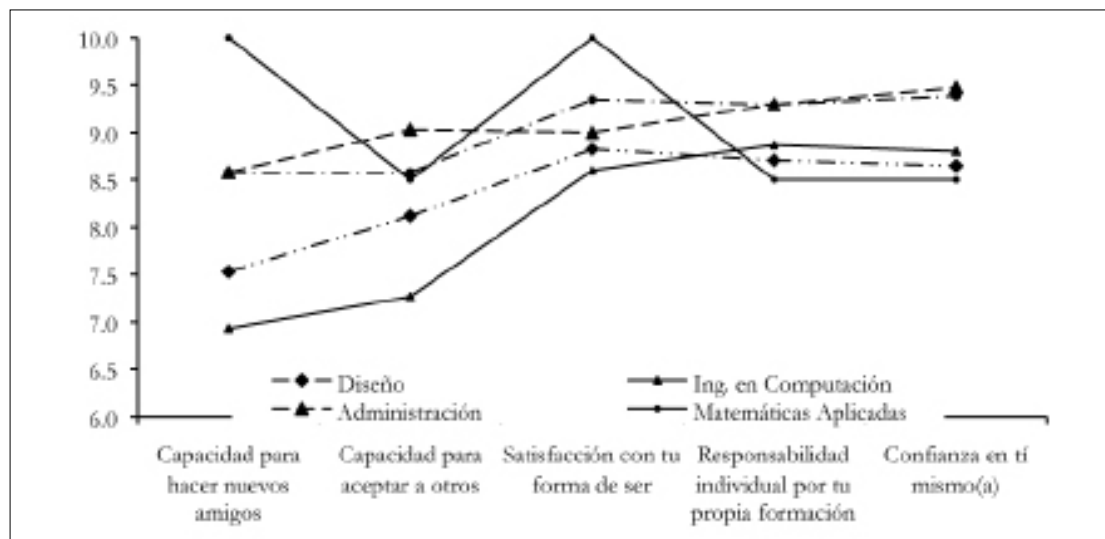 10.0
9.5
9.0
8.5
8.0
7.5
7.0
6.5
6.0
Diseño
Ing. en Computación
Administración
Matemáticas Aplicadas
Capacidad para
hacer nuevos
amigos
Capacidad para
aceptar a otros
Satisfacción con tu
forma de ser
Responsabilidad
individual por tu
propia formación
Confianza en tí
mismo(a)